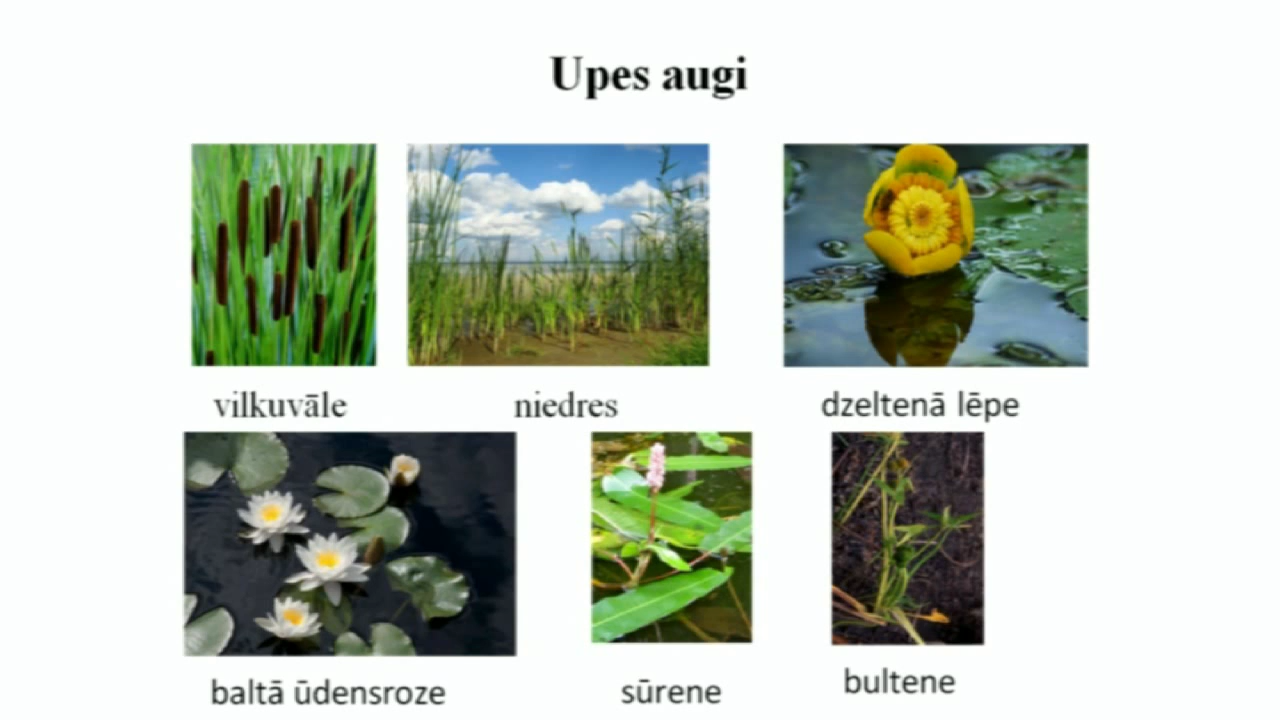 Upes augi
vilkuvāle
niedres
dzeltenā lēpe
baltā ūdensroze
sūrene
bultene